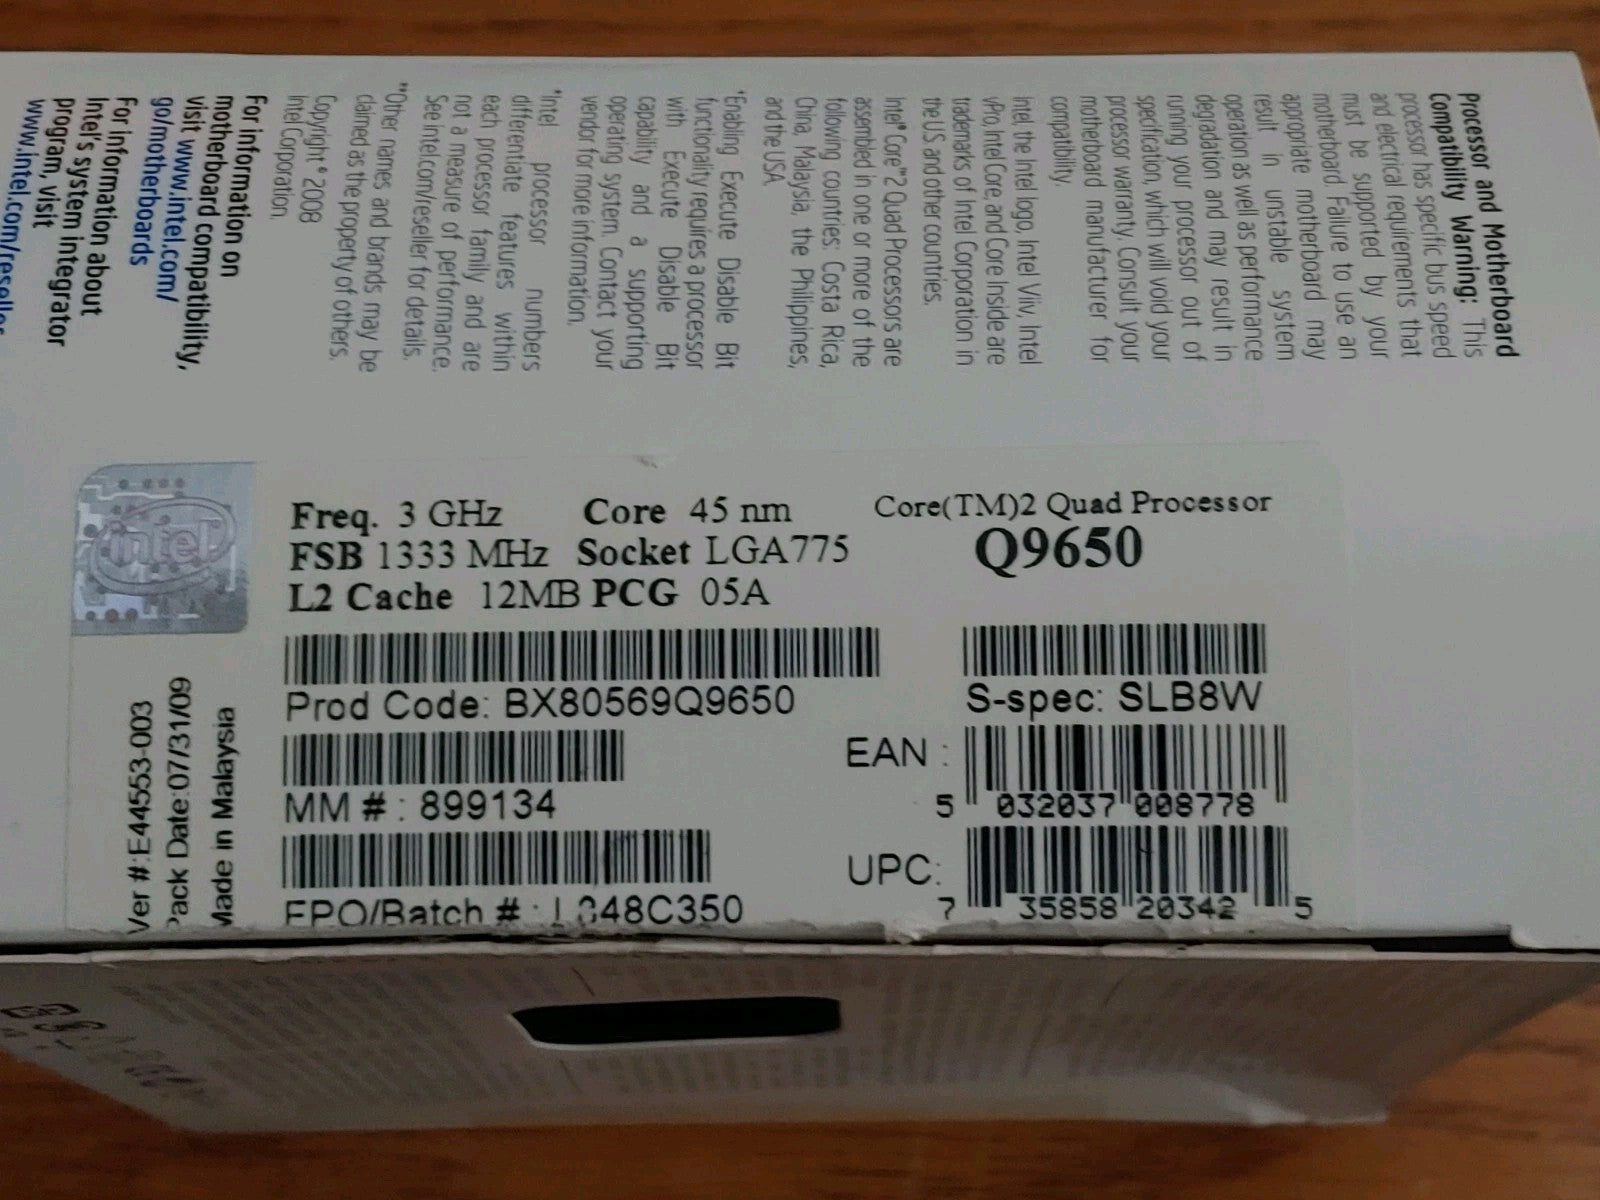 Processor and Motherboard
Compatibility Warning: This
processor has specific bus speed
and electrical requirements that
must be supported by your
motherboard. Failure to use an
appropriate motherboard may
result in unstable system
operation as well as performance
degradation and may result in
running your processor out of
specification, which will void your
processor warranty. Consult your
motherboard manufacturer for
compatibility.
Intel, the Intel logo, Intel Viiv, Intel
vPro, Intel Core, and Core Inside are
trademarks of Intel Corporation in
the U.S. and other countries.
Intel® Core™2 Quad Processors are
assembled in one or more of the
following countries: Costa Rica,
China, Malaysia, the Philippines,
and the USA
†Enabling Execute Disable Bit
functionality requires a processor
with Execute Disable Bit
capability and a supporting
operating system. Contact your
vendor for more information.
*Intel processor numbers
differentiate features within
each processor family and are
not a measure of performance.
See intel.com/reseller for details.
**Other names and brands may be
claimed as the property of others.
Copyright © 2008
Intel Corporation.
For information on
motherboard compatibility,
visit www.intel.com/
go/motherboards
For information about
Intel's system integrator
program, visit
www.intel.com/reseller
intel
Freq. 3 GHz Core 45 nm
FSB 1333 MHz Socket LGA775
L2 Cache 12MB PCG 05A
Core(TM)2 Quad Processor
Q9650
Prod Code: BX80569Q9650
S-spec: SLB8W
MM # : 899134
EAN : 5 032037 008778
FPO/Batch # :
UPC: 7 35858 20342 5
Ver #:E44553-003
Pack Date:07/31/09
Made in Malaysia